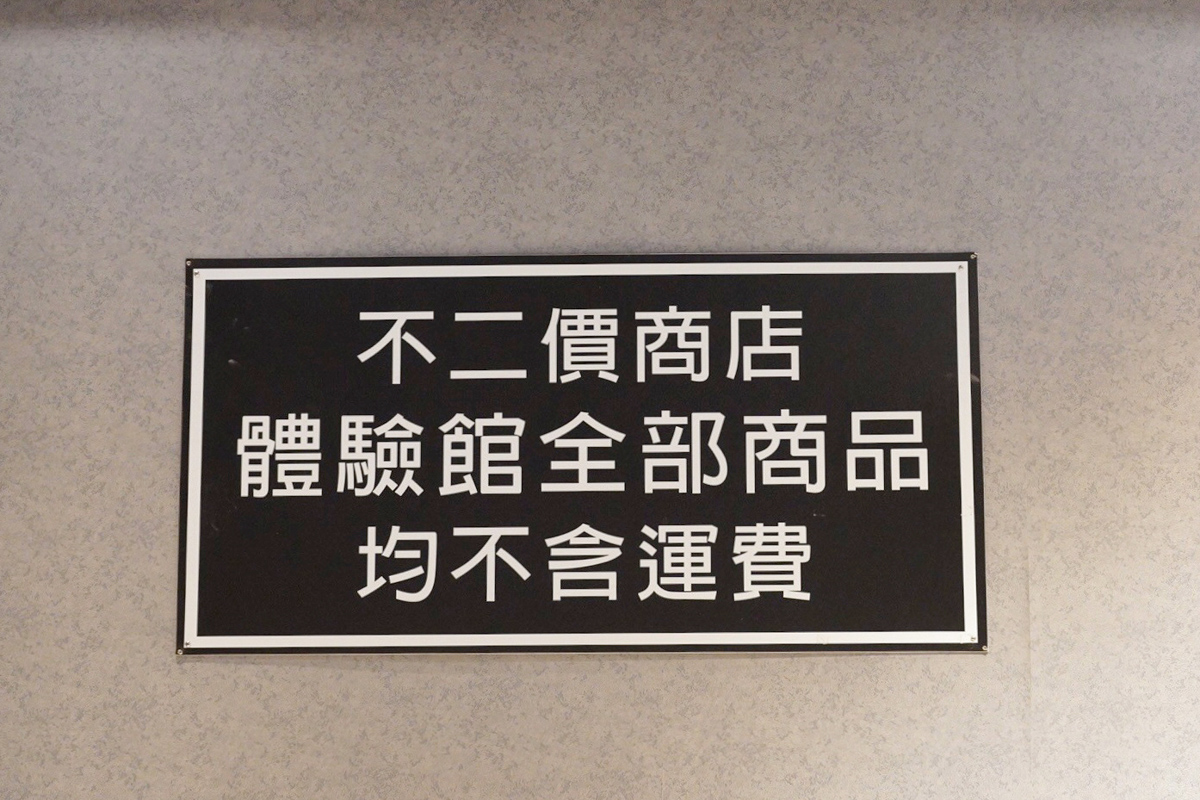 不二價商店
體驗館全部商品
均不含運費